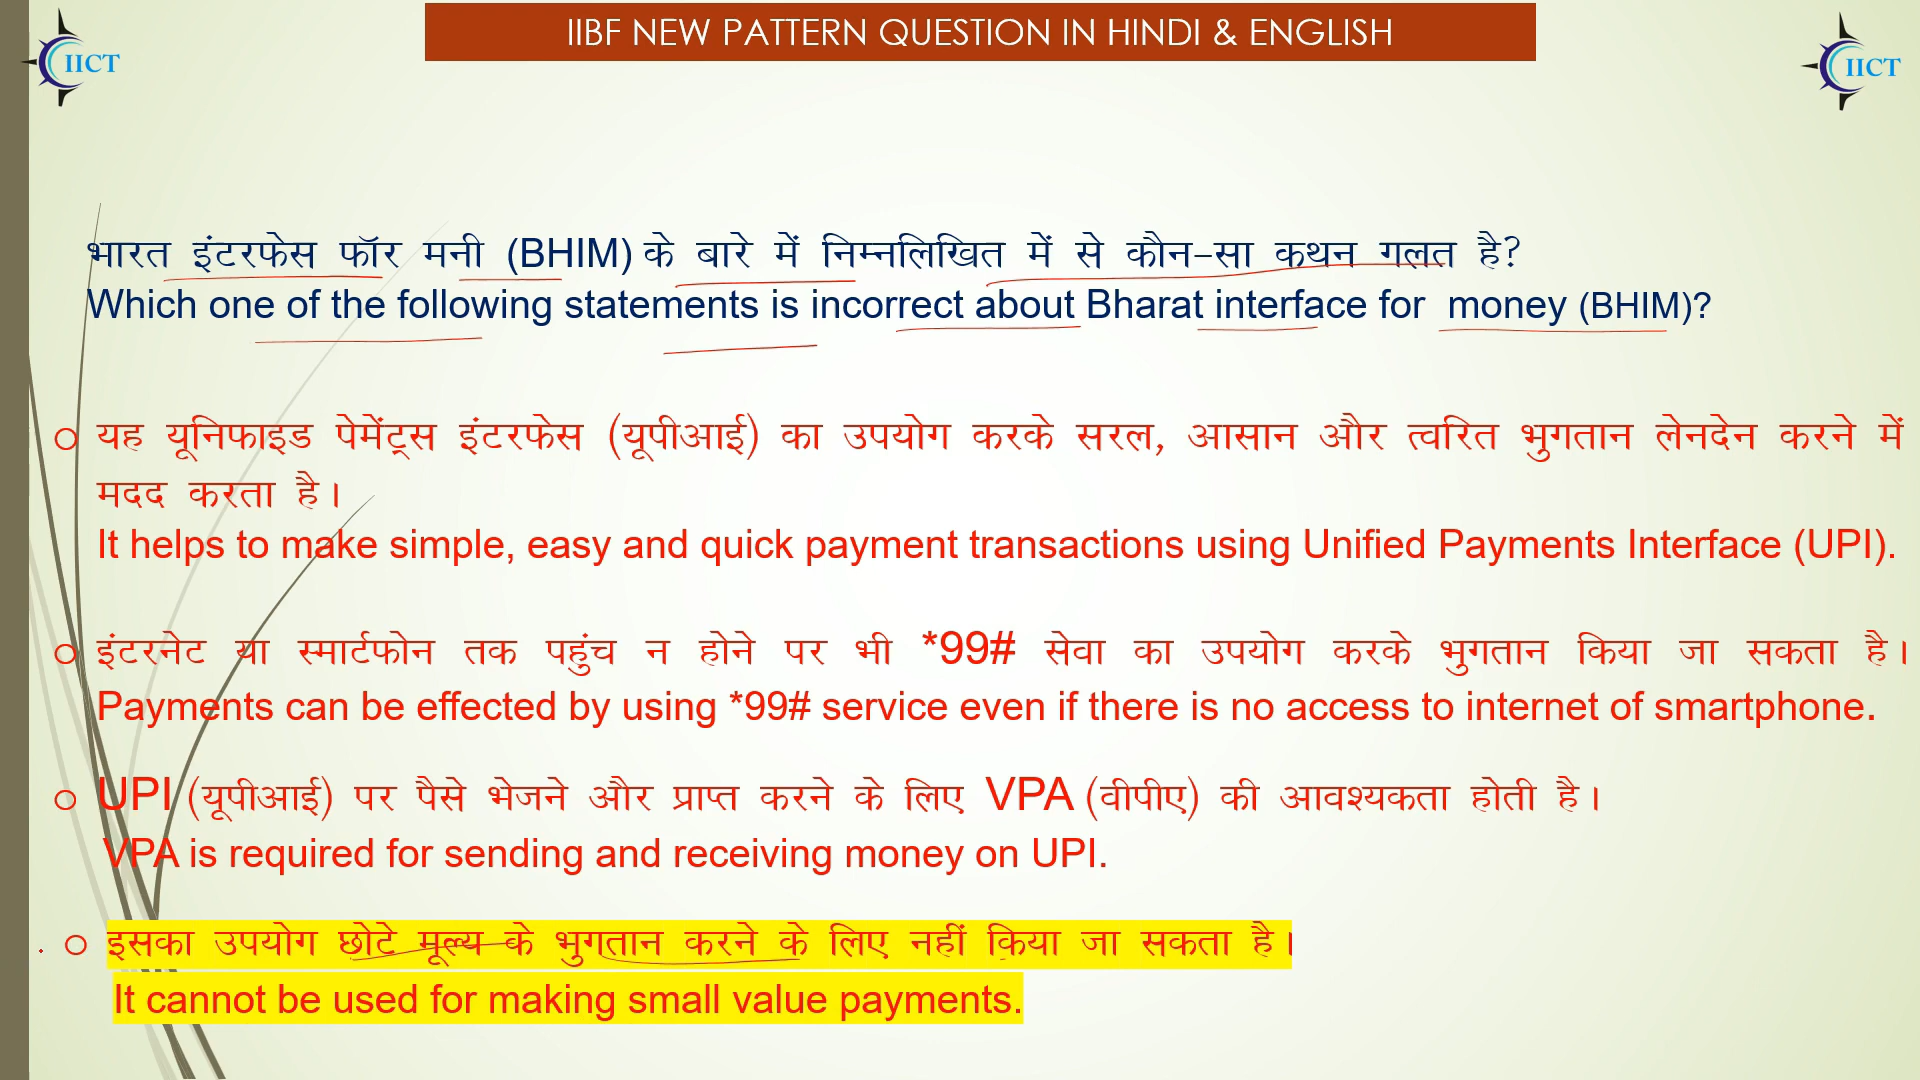 IIBF NEW PATTERN QUESTION IN HINDI & ENGLISH
IICT
IICT
भारत इंटरफेस फॉर मनी (BHIM) के बारे में निम्नलिखित में से कौन-सा कथन गलत है?
Which one of the following statements is incorrect about Bharat interface for money (BHIM)?
यह यूनिफाइड पेमेंट्स इंटरफेस (यूपीआई) का उपयोग करके सरल, आसान और त्वरित भुगतान लेनदेन करने में
मदद करता है।
It helps to make simple, easy and quick payment transactions using Unified Payments Interface (UPI).
इंटरनेट या स्मार्टफोन तक पहुंच न होने पर भी *99# सेवा का उपयोग करके भुगतान किया जा सकता है।
Payments can be effected by using *99# service even if there is no access to internet of smartphone.
UPI (यूपीआई) पर पैसे भेजने और प्राप्त करने के लिए VPA (वीपीए) की आवश्यकता होती है।
VPA is required for sending and receiving money on UPI.
इसका उपयोग छोटे मूल्य के भुगतान करने के लिए नहीं किया जा सकता है।
It cannot be used for making small value payments.